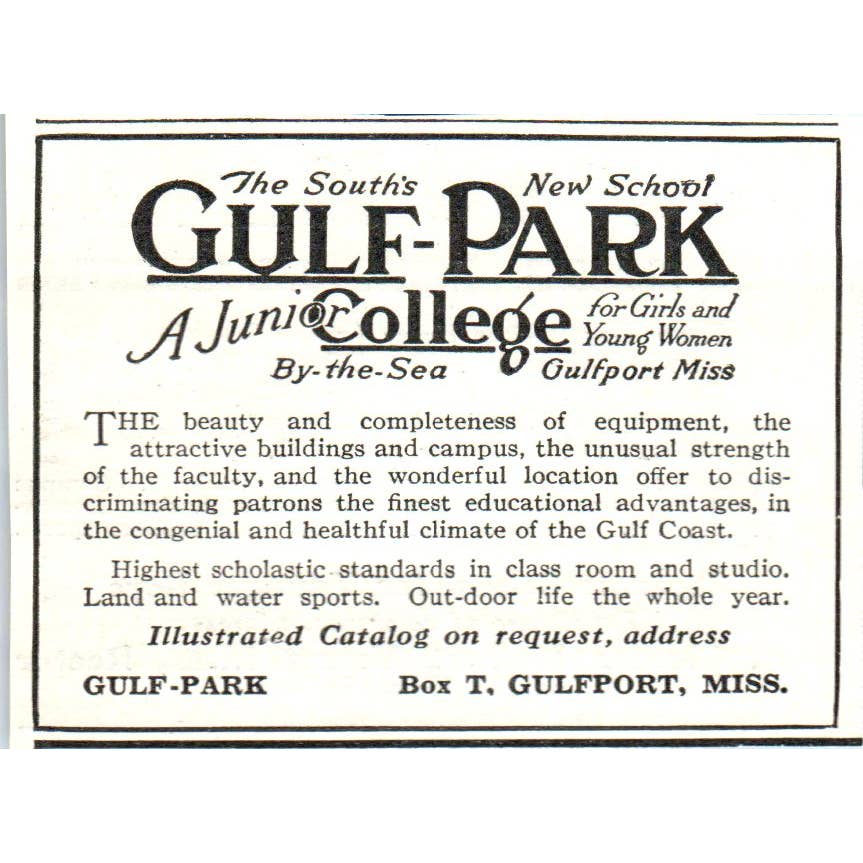 The South's New School
GULF-PARK
A Junior College for Girls and Young Women
By-the-Sea Gulfport Miss
THE beauty and completeness of equipment, the
attractive buildings and campus, the unusual strength
of the faculty, and the wonderful location offer to dis-
criminating patrons the finest educational advantages, in
the congenial and healthful climate of the Gulf Coast.
Highest scholastic standards in class room and studio.
Land and water sports. Out-door life the whole year.
Illustrated Catalog on request, address
GULF-PARK Box T, GULFPORT, MISS.